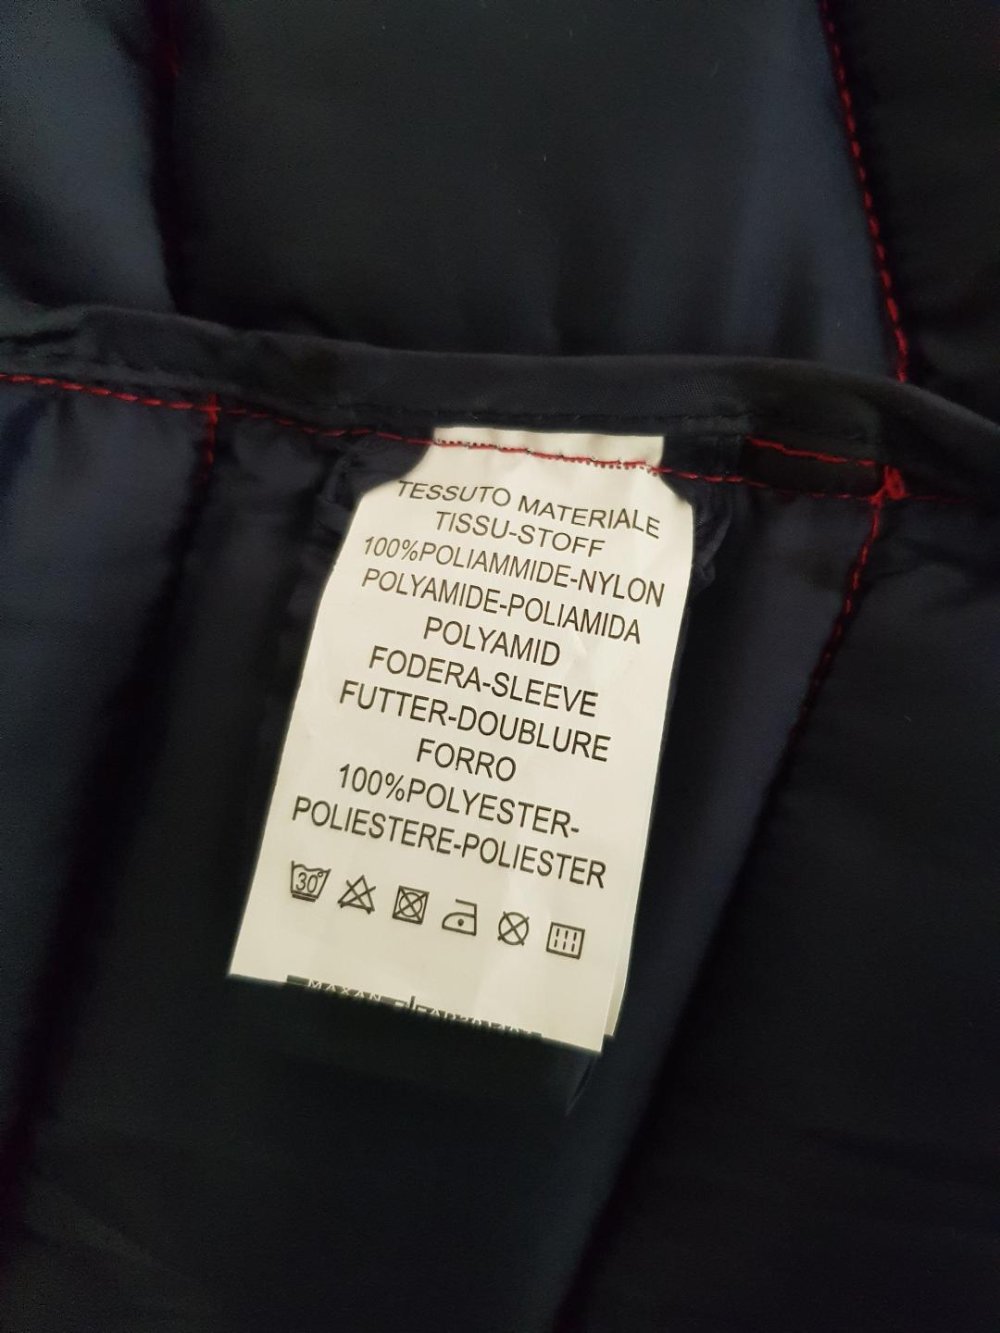 TESSUTO MATERIALE
TISSU-STOFF
100%POLIAMMIDE-NYLON
POLYAMIDE-POLIAMIDA
POLYAMID
FODERA-SLEEVE
FUTTER-DOUBLURE
FORRO
100%POLYESTER-
POLIESTERE-POLIESTER
30°